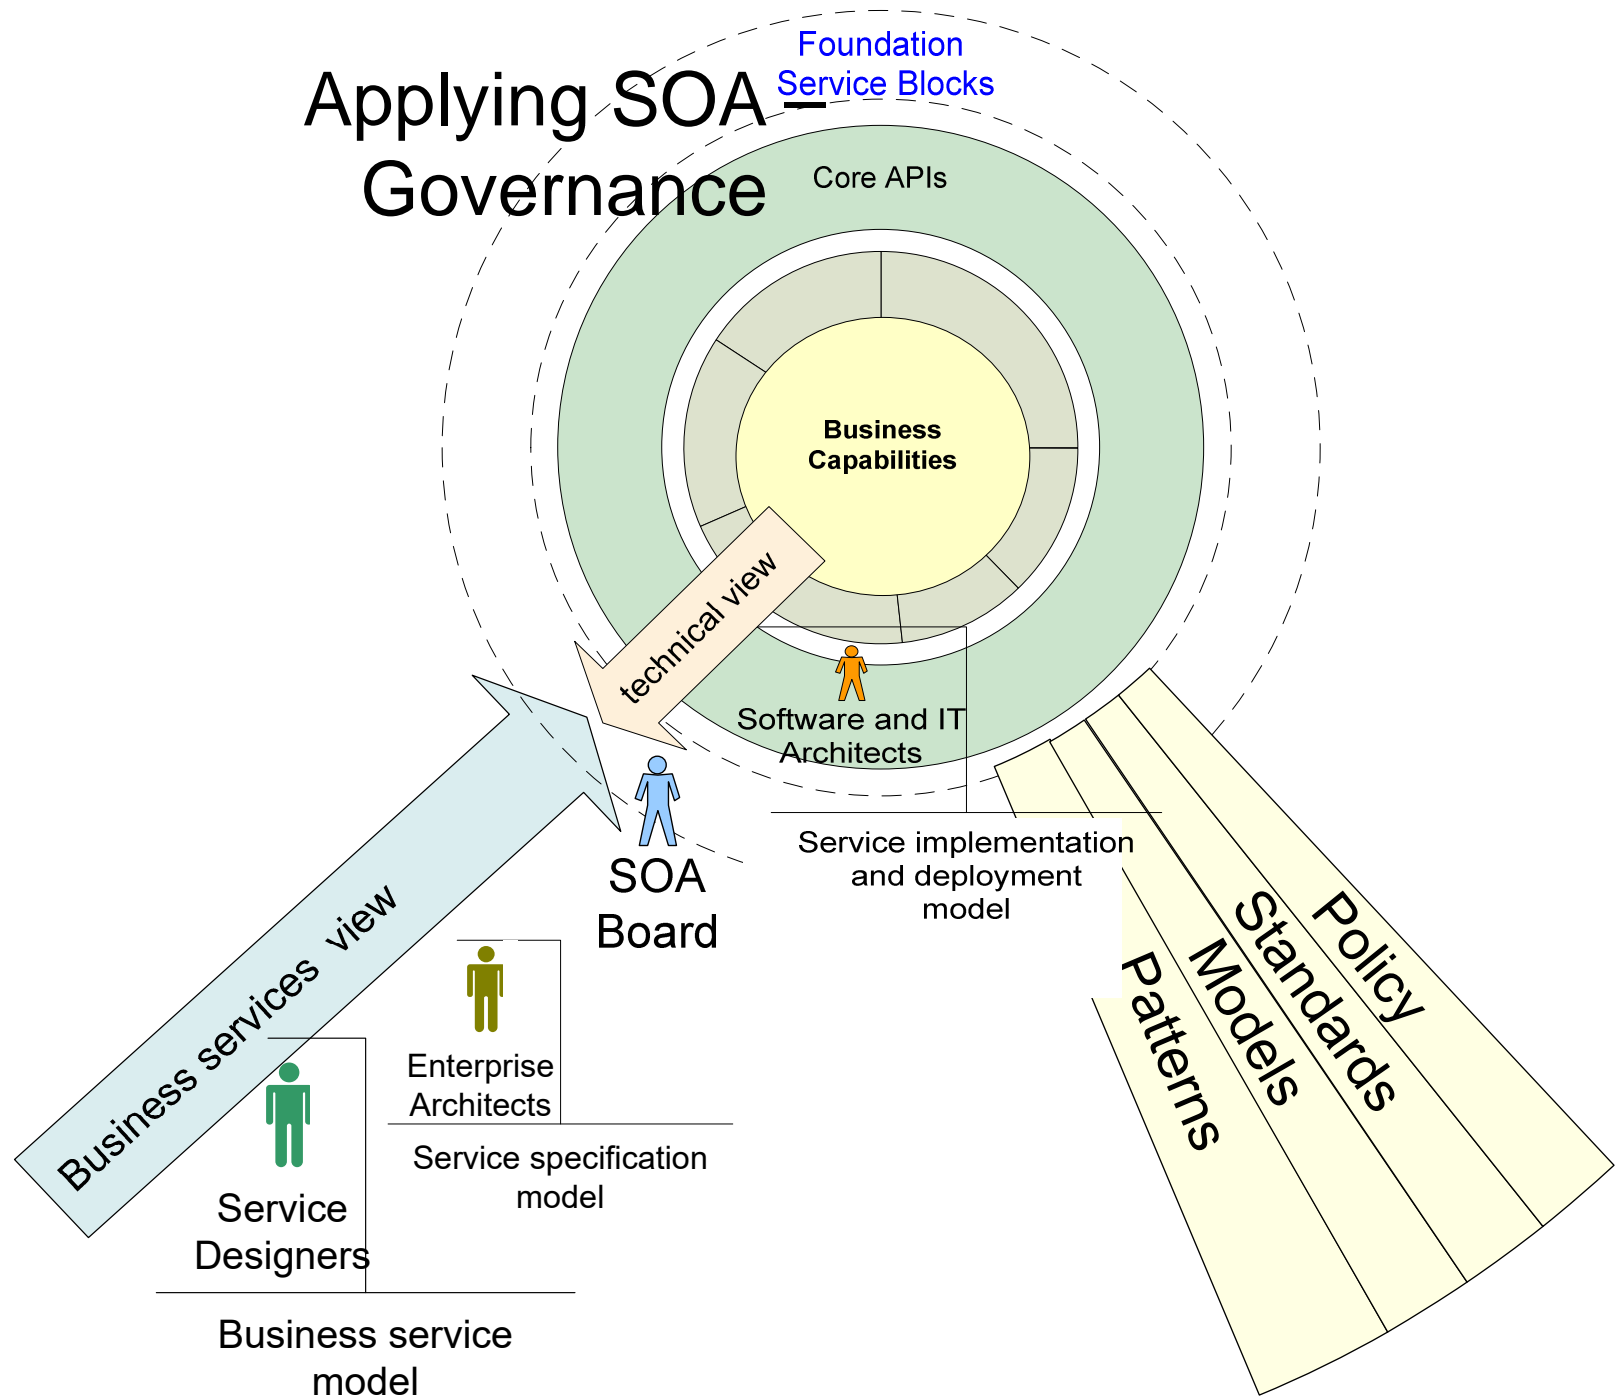 Applying SOA –
Governance
Foundation
Service Blocks
Core APIs
Business
Capabilities
technical view
Software and IT
Architects
Service implementation
and deployment
model
SOA
Board
Business services view
Enterprise
Architects
Service specification
model
Service
Designers
Business service
model
Patterns
Models
Standards
Policy